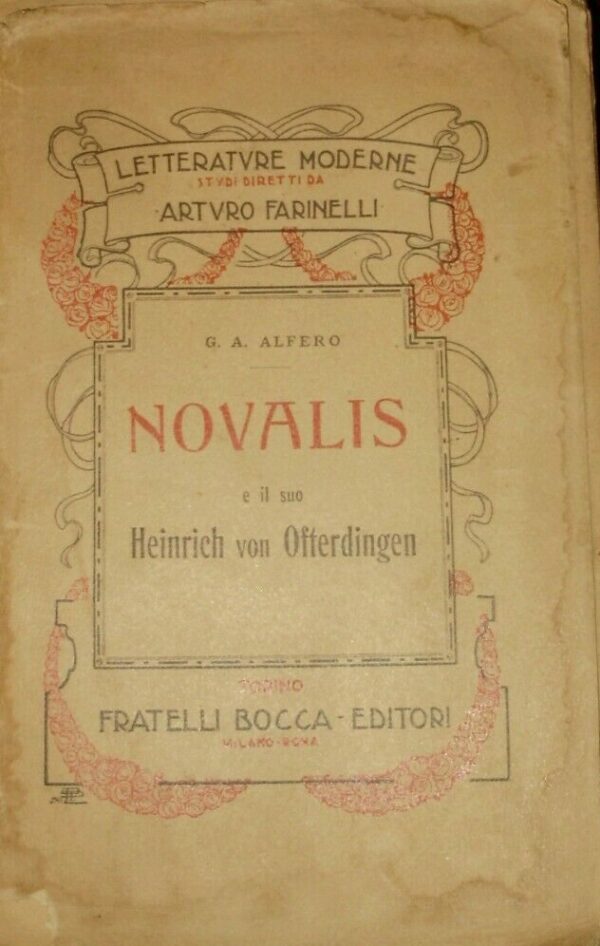 LETTERATVRE MODERNE
STVDI DIRETTI DA
ARTVRO FARINELLI
G. A. ALFERO
NOVALIS
e il suo
Heinrich von Ofterdingen
TORINO
FRATELLI BOCCA - EDITORI
MILANO - ROMA